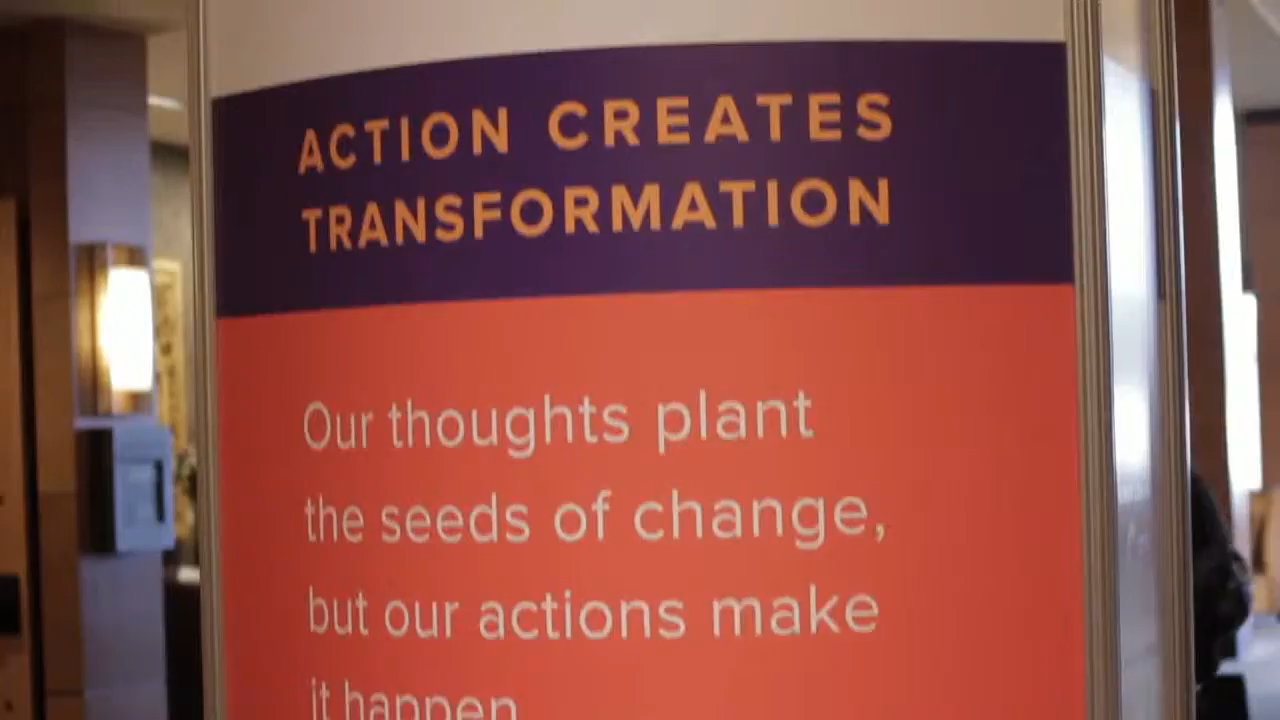 ACTION CREATES
TRANSFORMATION
Our thoughts plant
the seeds of change,
but our actions make
it happen